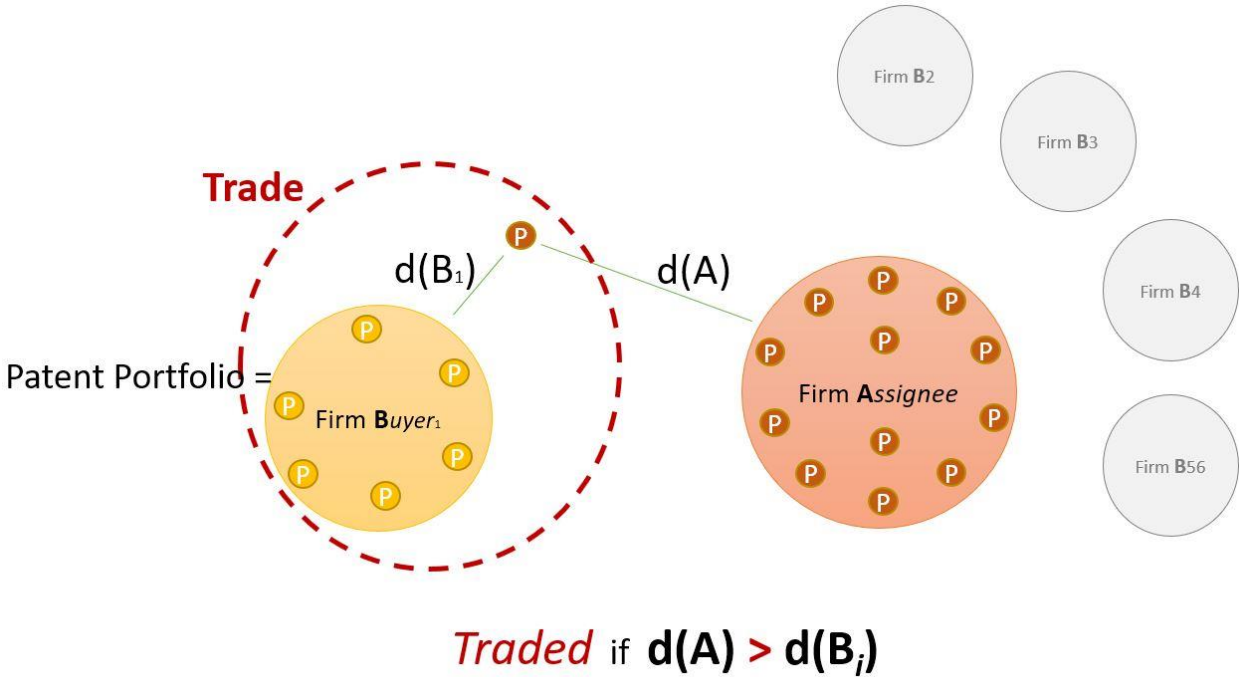 Firm B2
Firm B3
Trade
P
d(B₁)
d(A)
Firm B4
P
P
P
P
P
P
P
P
P
Patent Portfolio =
P
Firm Buyer₁
Firm Assignee
P
P
P
P
P
P
P
P
P
Firm B56
Traded if d(A) > d(Bᵢ)